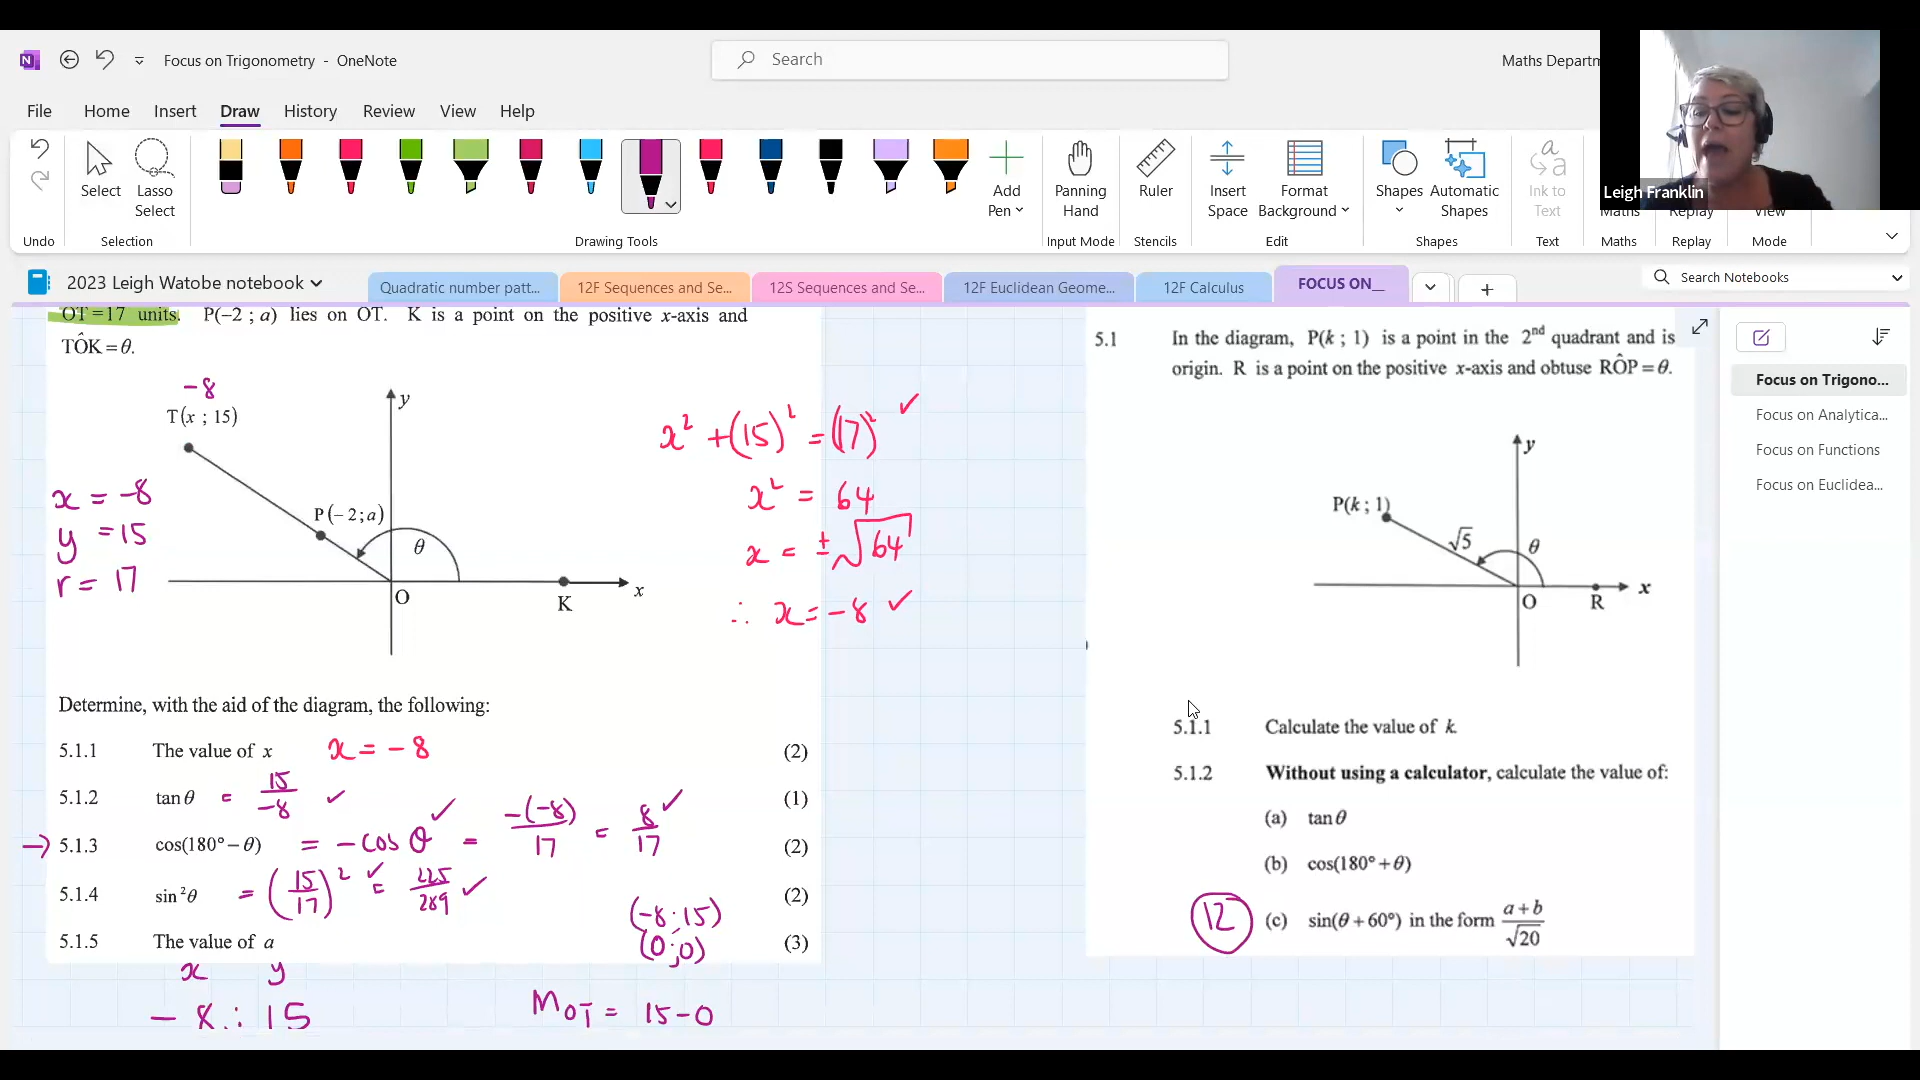 Focus on Trigonometry - OneNote
Search
Maths Departm
File Home Insert Draw History Review View Help
Select
Lasso Select
Add Pen
Panning Hand
Ruler
Insert Space
Format Background
Shapes
Automatic Shapes
Ink to Text
Maths
Replay
View
Leigh Franklin
Undo Selection Drawing Tools Input Mode Stencils Edit Shapes Text Maths Replay Mode
2023 Leigh Watobe notebook
Quadratic number patt...
12F Sequences and Se...
12S Sequences and Se...
12F Euclidean Geome...
12F Calculus
FOCUS ON__
Search Notebooks
OT = 17 units. P(−2 ; a) lies on OT. K is a point on the positive x-axis and
TÔK = θ.
-8
T(x ; 15)
y
P(−2 ; a)
θ
O
K
x
x = -8
y = 15
r = 17
x² + (15)² = (17)² ✓
x² = 64
x = ±√64
∴ x = -8 ✓
Determine, with the aid of the diagram, the following:
5.1.1 The value of x x = -8 (2)
5.1.2 tan θ = 15/-8 ✓ (1)
→ 5.1.3 cos(180° − θ) = -cos θ ✓ = -(-8)/17 = 8/17 ✓ (2)
5.1.4 sin²θ = (15/17)² ✓ = 225/289 ✓ (2)
5.1.5 The value of a (3)
(-8;15)
(0;0)
x y
-8 : 15
M_OT = 15-0
5.1 In the diagram, P(k ; 1) is a point in the 2nd quadrant and is
origin. R is a point on the positive x-axis and obtuse RÔP = θ.
y
P(k ; 1)
√5
θ
x
O
R
5.1.1 Calculate the value of k.
5.1.2 Without using a calculator, calculate the value of:
(a) tan θ
(b) cos(180° + θ)
12 (c) sin(θ + 60°) in the form (a + b)/√20
Focus on Trigono...
Focus on Analytica...
Focus on Functions
Focus on Euclidea...